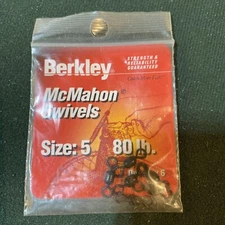 Berkley
STRENGTH &
RELIABILITY
GUARANTEED
McMahon
Swivels
Size: 5 80 lb.